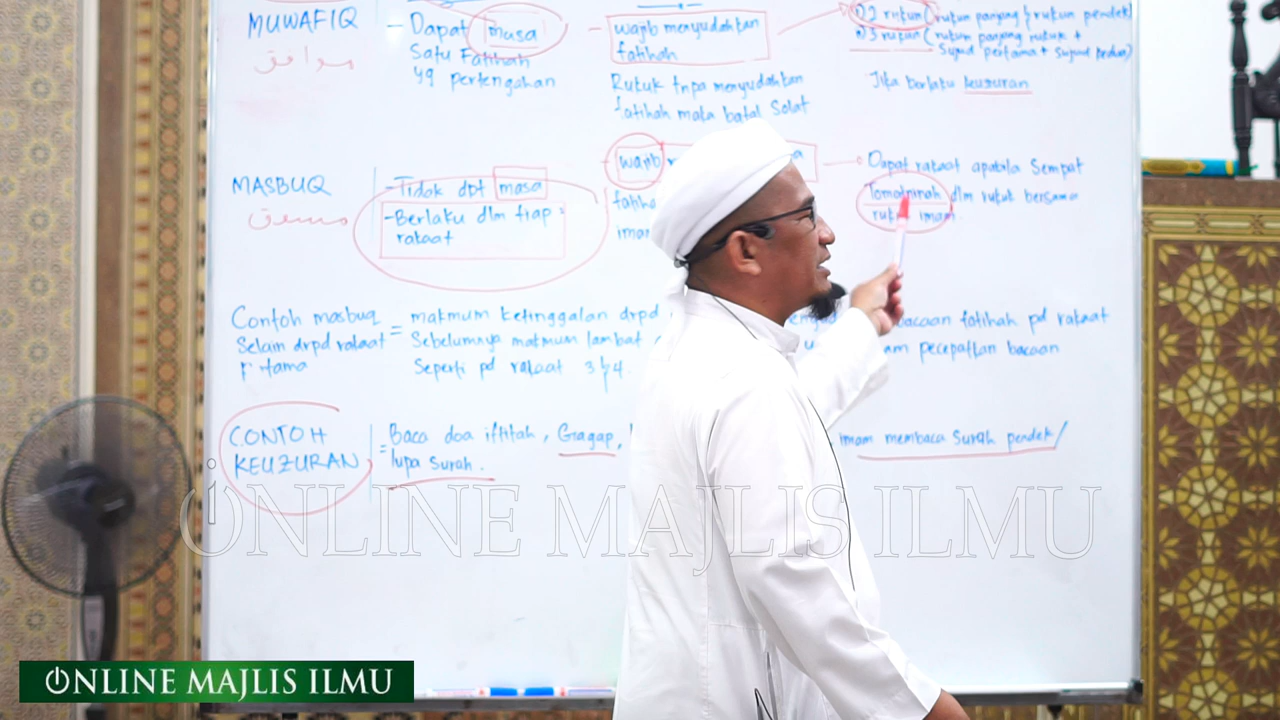 MUWAFIQ
موافق
- Dapat masa
Satu Fatihah
yg pertengahan
- wajib menyudahkan
fatihah
Rukuk tnpa menyudahkan
fatihah maka batal Solat
2 rukun (rukun panjang & rukun pendek)
3 rukun (rukun panjang rukuk +
Sujud pertama + Sujud kedua)
Jika berlaku keuzuran
MASBUQ
مسبوق
- Tidak dpt masa
- Berlaku dlm tiap2
rakaat
- wajib
fatiha
imam
Dapat rakaat apabila Sempat
Tomakninah dlm rukuk bersama
rukuk imam.
Contoh masbuq
Selain drpd rakaat
Pertama
= makmum ketinggalan drpd
Sebelumnya makmum lambat
Seperti pd rakaat 3/4.
bacaan fatihah pd rakaat
pecepatkan bacaan
CONTOH
KEUZURAN
= Baca doa iftitah, Gagap,
lupa Surah.
imam membaca Surah pendek/
ONLINE MAJLIS ILMU
ONLINE MAJLIS ILMU